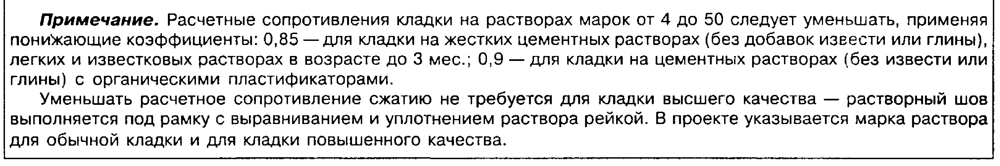 Примечание. Расчетные сопротивления кладки на растворах марок от 4 до 50 следует уменьшать, применяя
понижающие коэффициенты: 0,85 — для кладки на жестких цементных растворах (без добавок извести или глины),
легких и известковых растворах в возрасте до 3 мес.; 0,9 — для кладки на цементных растворах (без извести или
глины) с органическими пластификаторами.
Уменьшать расчетное сопротивление сжатию не требуется для кладки высшего качества — растворный шов
выполняется под рамку с выравниванием и уплотнением раствора рейкой. В проекте указывается марка раствора
для обычной кладки и для кладки повышенного качества.